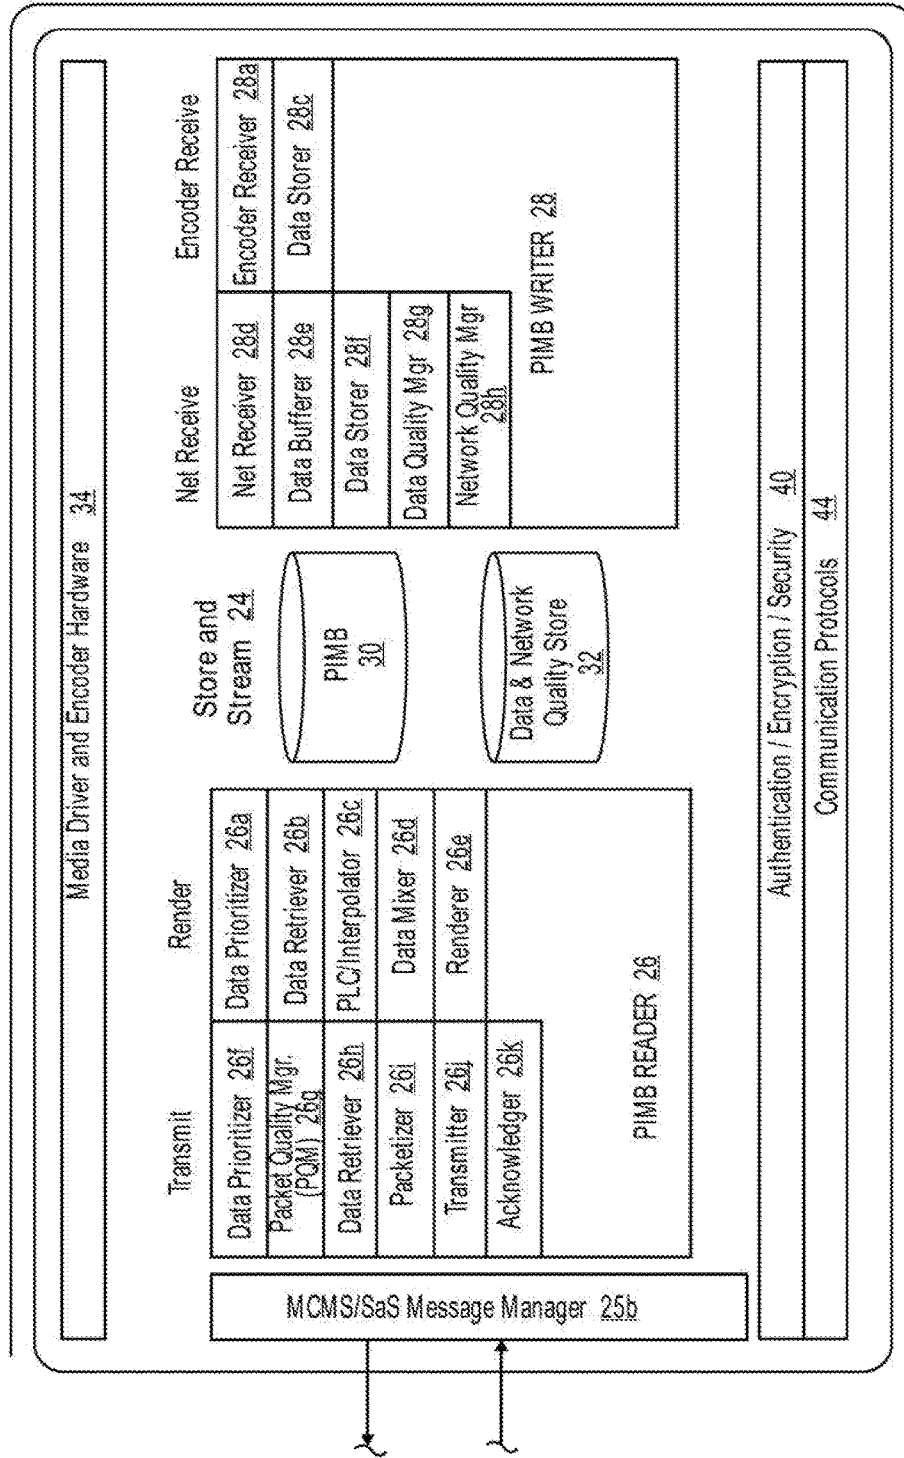 Media Driver and Encoder Hardware 34
Transmit
Render
Store and
Stream 24
Net Receive
Encoder Receive
MCMS/SaS Message Manager 25b
Data Prioritizer 26f
Packet Quality Mgr.
(PQM) 26g
Data Retriever 26h
Packetizer 26i
Transmitter 26j
Acknowledger 26k
Data Prioritizer 26a
Data Retriever 26b
PLC/Interpolator 26c
Data Mixer 26d
Renderer 26e
PIMB READER 26
PIMB
30
Data & Network
Quality Store
32
Net Receiver 28d
Data Bufferer 28e
Data Storer 28f
Data Quality Mgr 28g
Network Quality Mgr
28h
Encoder Receiver 28a
Data Storer 28c
PIMB WRITER 28
Authentication / Encryption / Security 40
Communication Protocols 44